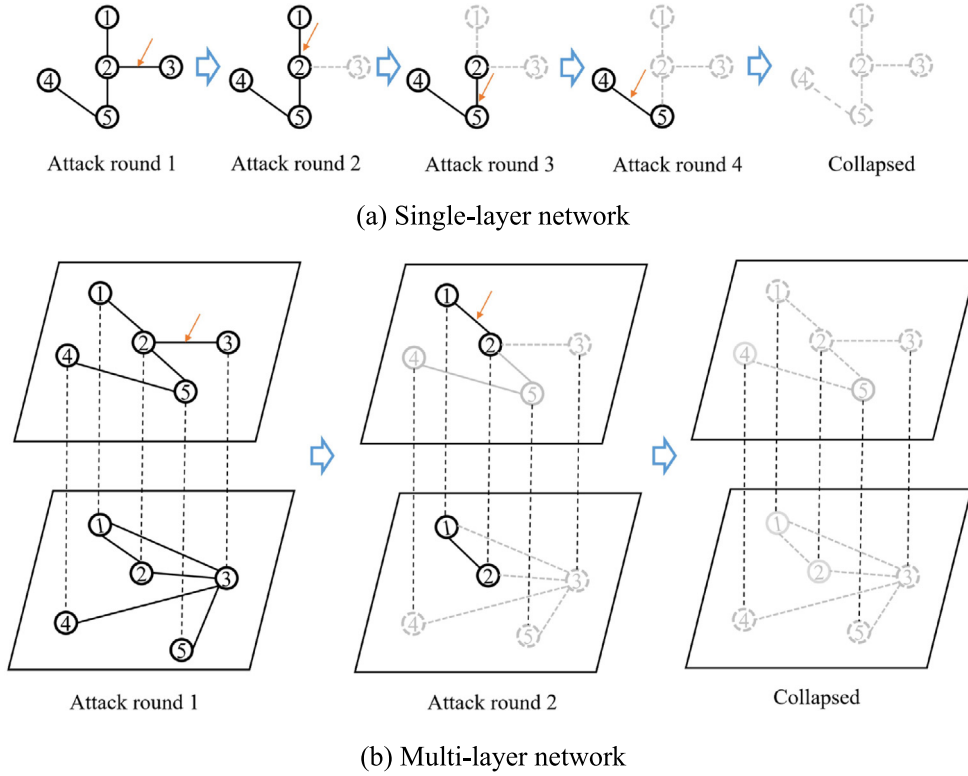 1 1 1 1
2 3 2 3 2 3 2 3 2 3
4 4 4 4 4
5 5 5 5 5
Attack round 1 Attack round 2 Attack round 3 Attack round 4 Collapsed
(a) Single-layer network
1 1 1
2 3 2 3 2 3
4 4 4
5 5 5
1 1 1
2 3 2 3 2 3
4 4 4
5 5 5
Attack round 1 Attack round 2 Collapsed
(b) Multi-layer network